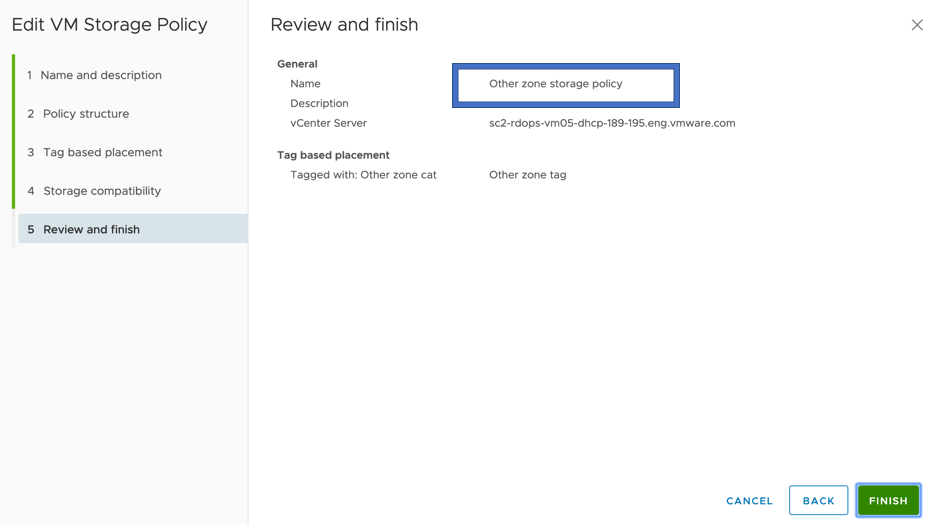 Edit VM Storage Policy
1 Name and description
2 Policy structure
3 Tag based placement
4 Storage compatibility
5 Review and finish
Review and finish
General
Name Other zone storage policy
Description
vCenter Server sc2-rdops-vm05-dhcp-189-195.eng.vmware.com
Tag based placement
Tagged with: Other zone cat Other zone tag
CANCEL BACK FINISH